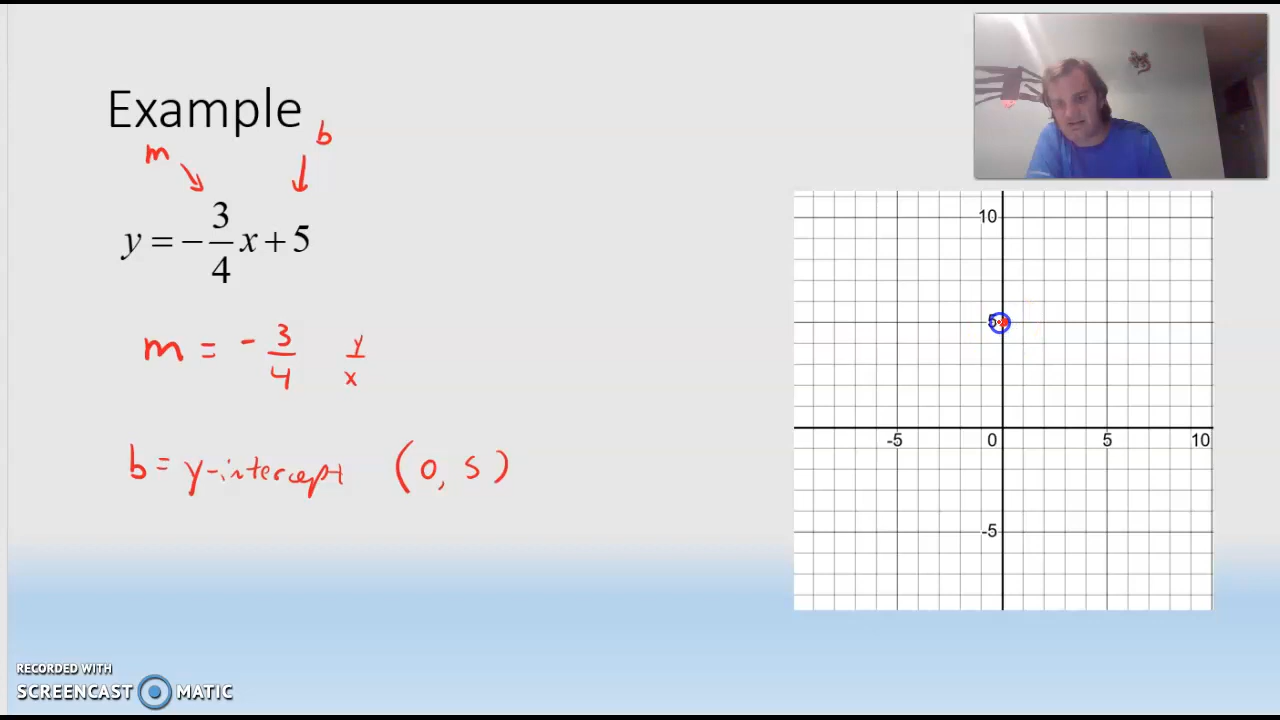 Example
m
b
y = -3/4 x + 5
m = - 3/4 y/x
b = y-intercept (0, 5)
10
5
-5 0 5 10
-5
RECORDED WITH
SCREENCAST MATIC